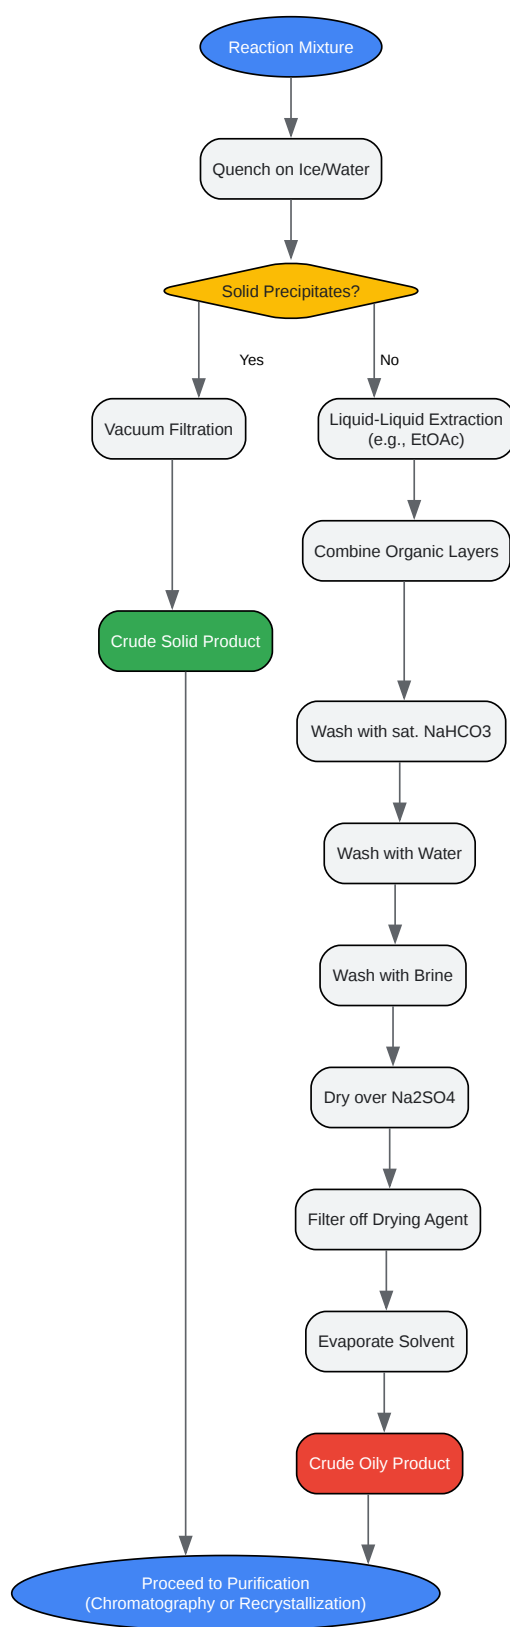 Reaction Mixture
Quench on Ice/Water
Solid Precipitates?
Yes
No
Vacuum Filtration
Liquid-Liquid Extraction
(e.g., EtOAc)
Combine Organic Layers
Crude Solid Product
Wash with sat. NaHCO3
Wash with Water
Wash with Brine
Dry over Na2SO4
Filter off Drying Agent
Evaporate Solvent
Crude Oily Product
Proceed to Purification
(Chromatography or Recrystallization)